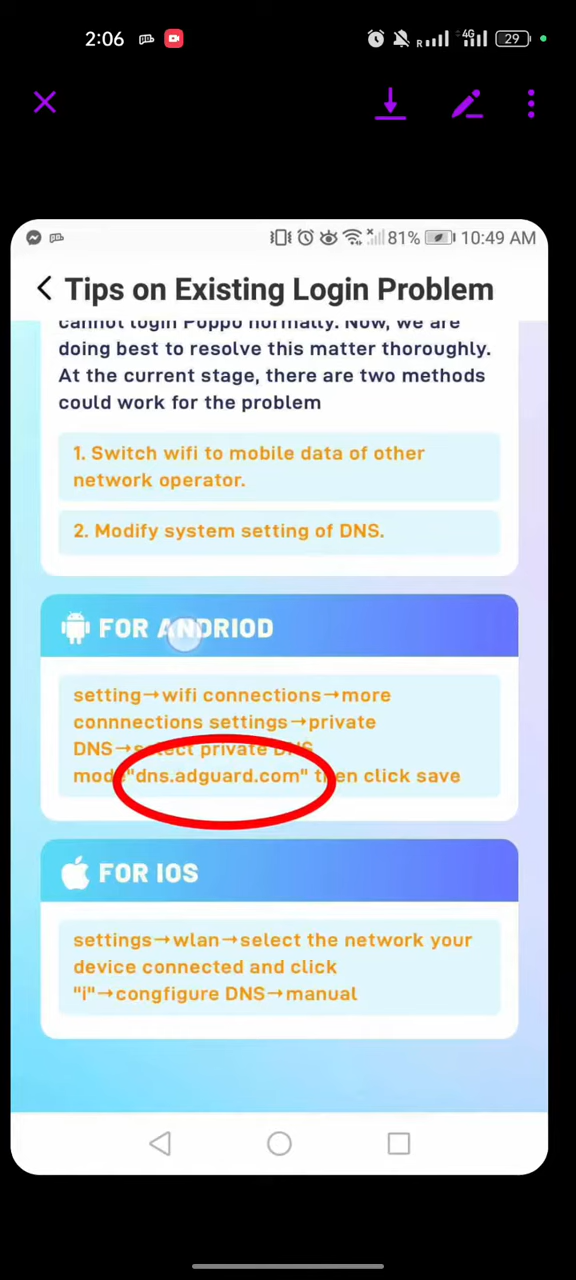 2:06
R
4G
29
81%
10:49 AM
Tips on Existing Login Problem
cannot login Poppo normally. Now, we are
doing best to resolve this matter thoroughly.
At the current stage, there are two methods
could work for the problem
1. Switch wifi to mobile data of other
network operator.
2. Modify system setting of DNS.
FOR ANDRIOD
setting→wifi connections→more
connnections settings→private
DNS→select private DNS
mode"dns.adguard.com" then click save
FOR IOS
settings→wlan→select the network your
device connected and click
"i"→congfigure DNS→manual